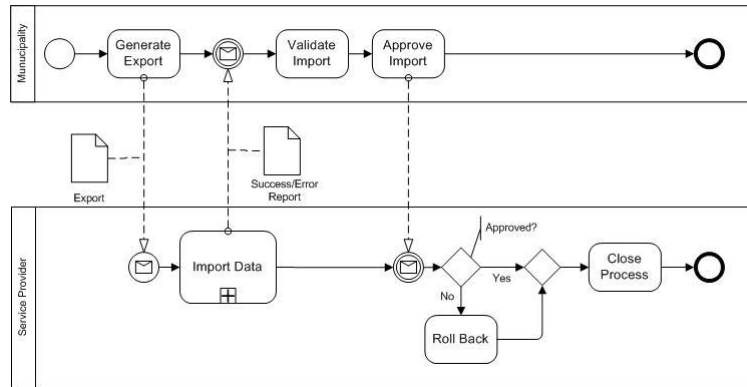 Munucipality
Generate
Export
Validate
Import
Approve
Import
Export
Success/Error
Report
Service Provider
Import Data
Approved?
Yes
No
Roll Back
Close
Process